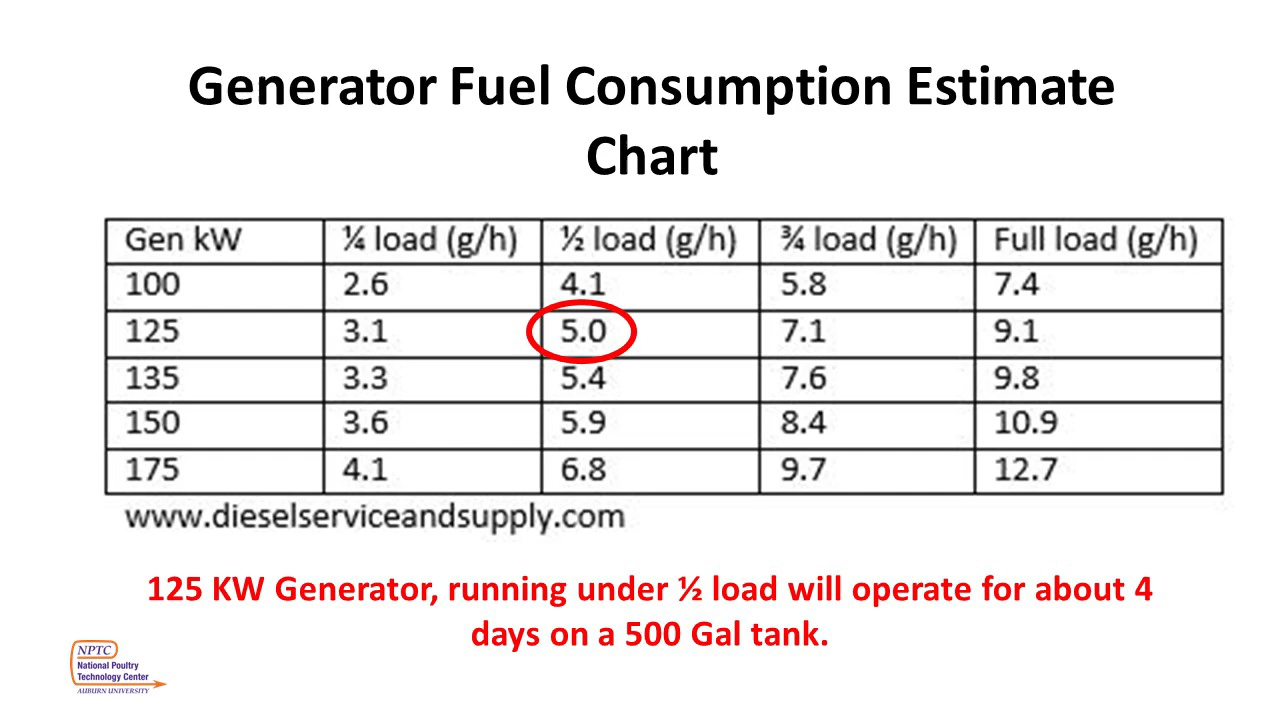 Generator Fuel Consumption Estimate
Chart
Gen kW ¼ load (g/h) ½ load (g/h) ¾ load (g/h) Full load (g/h)
100 2.6 4.1 5.8 7.4
125 3.1 5.0 7.1 9.1
135 3.3 5.4 7.6 9.8
150 3.6 5.9 8.4 10.9
175 4.1 6.8 9.7 12.7
www.dieselserviceandsupply.com
125 KW Generator, running under ½ load will operate for about 4
days on a 500 Gal tank.
NPTC
National Poultry
Technology Center
AUBURN UNIVERSITY